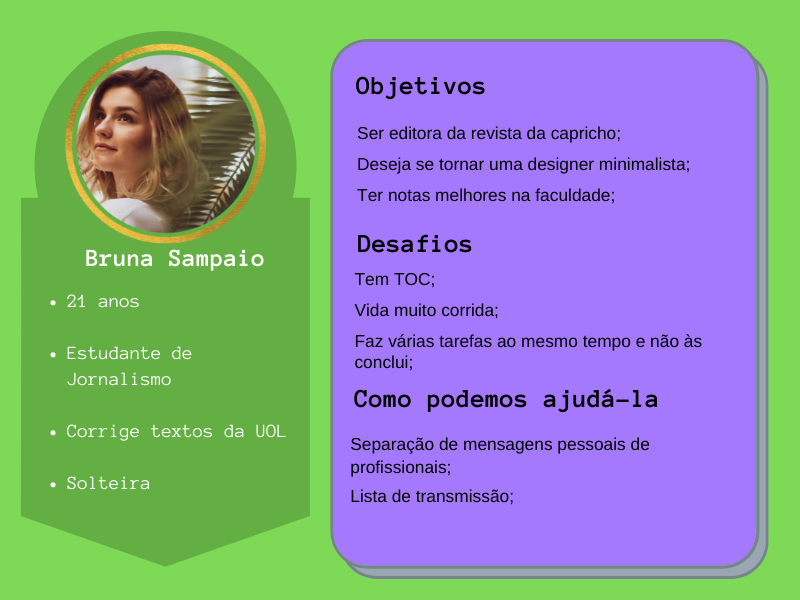 Bruna Sampaio
• 21 anos
• Estudante de
Jornalismo
• Corrige textos da UOL
• Solteira
Objetivos
Ser editora da revista da capricho;
Deseja se tornar uma designer minimalista;
Ter notas melhores na faculdade;
Desafios
Tem TOC;
Vida muito corrida;
Faz várias tarefas ao mesmo tempo e não às
conclui;
Como podemos ajudá-la
Separação de mensagens pessoais de
profissionais;
Lista de transmissão;